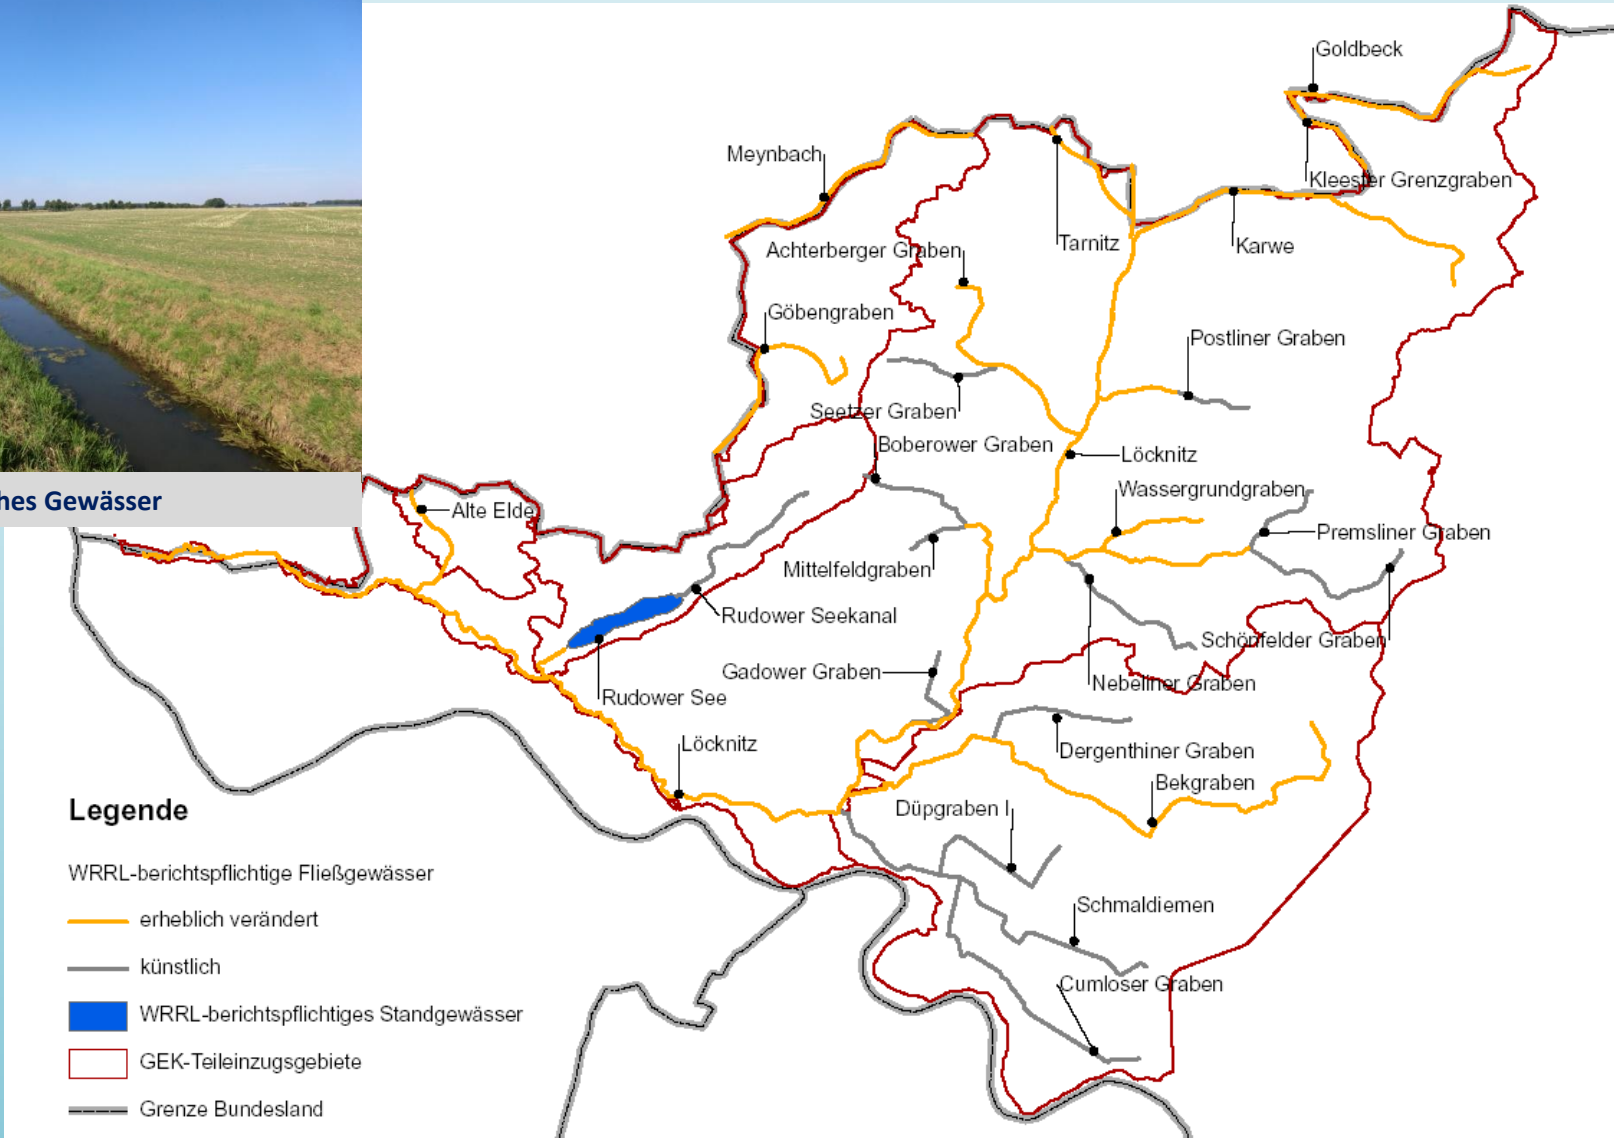 hes Gewässer
Goldbeck
Meynbach
Kleester Grenzgraben
Tarnitz
Karwe
Achterberger Graben
Göbengraben
Postliner Graben
Seetzer Graben
Boberower Graben
Löcknitz
Wassergrundgraben
Alte Elde
Premsliner Graben
Mittelfeldgraben
Rudower Seekanal
Schönfelder Graben
Gadower Graben
Nebeliner Graben
Rudower See
Löcknitz
Dergenthiner Graben
Bekgraben
Düpgraben I
Schmaldiemen
Cumloser Graben
Legende
WRRL-berichtspflichtige Fließgewässer
erheblich verändert
künstlich
WRRL-berichtspflichtiges Standgewässer
GEK-Teileinzugsgebiete
Grenze Bundesland